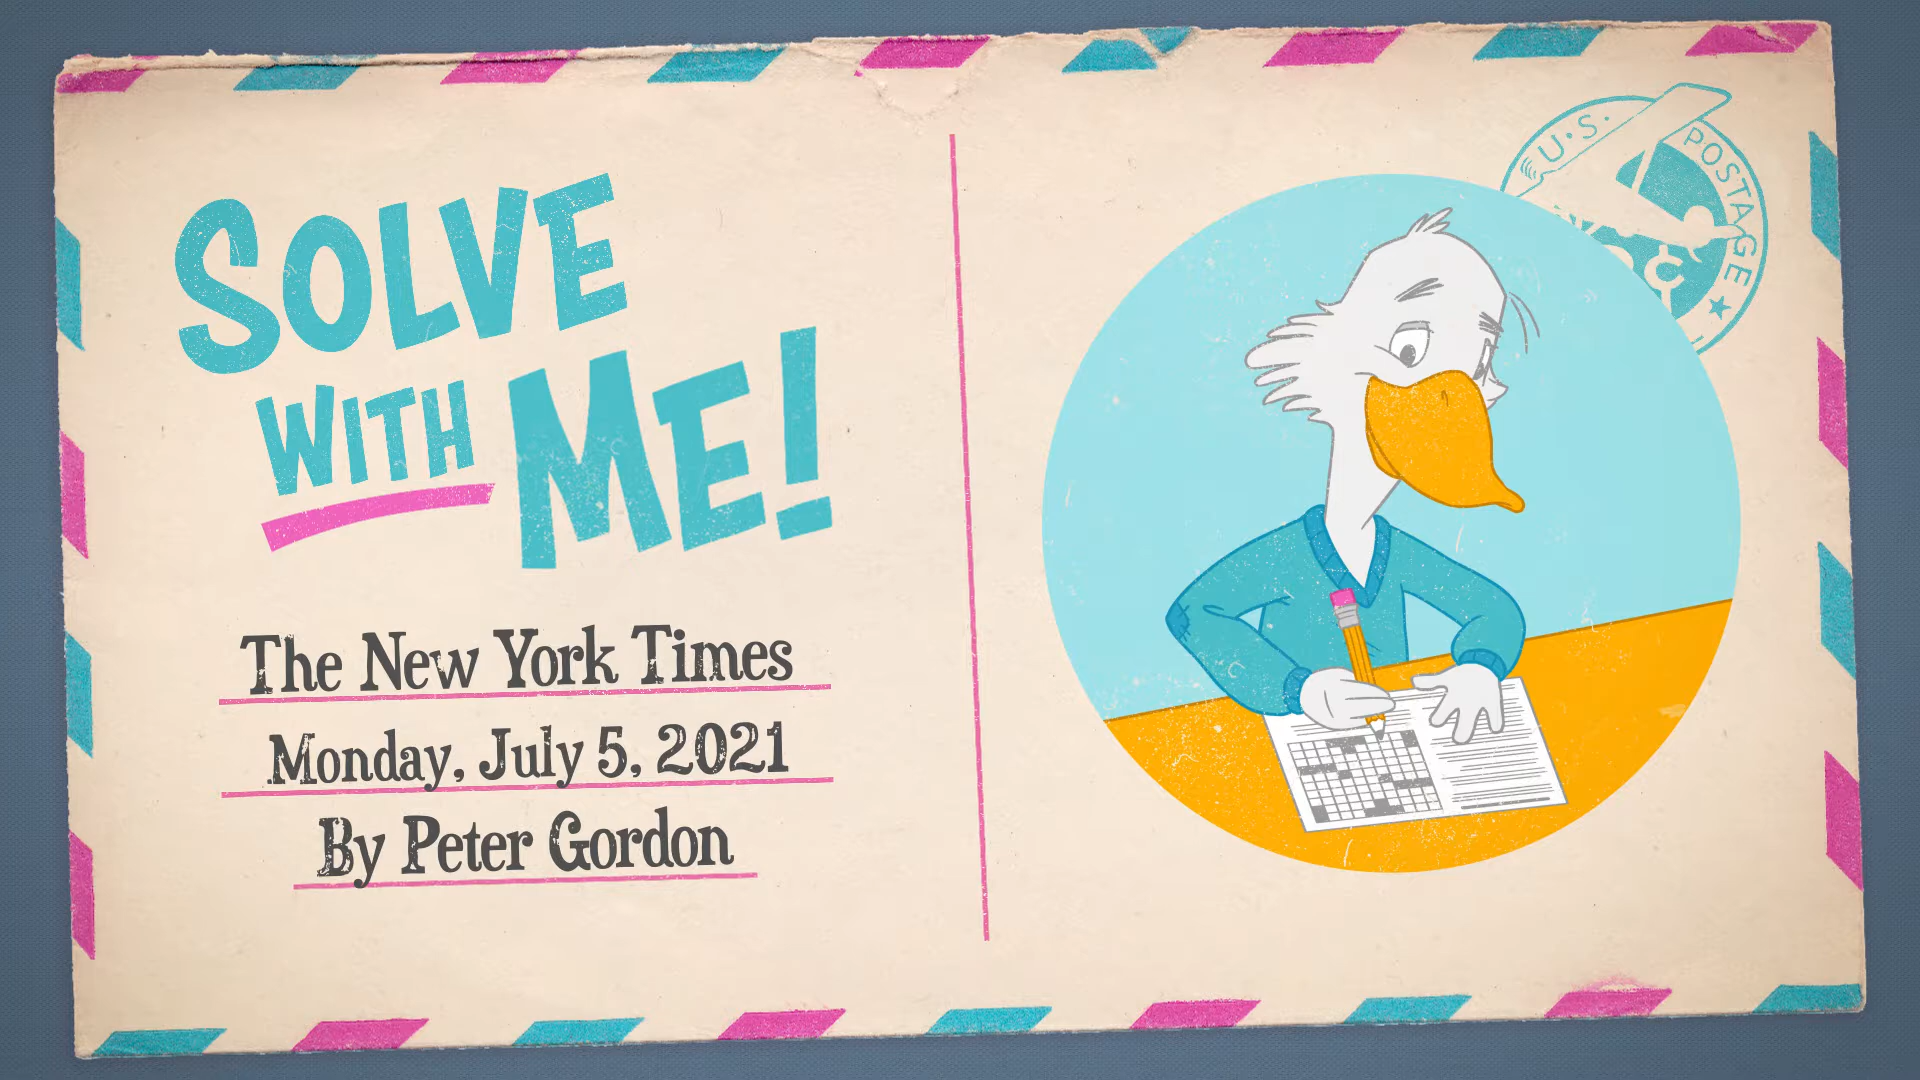 SOLVE
WITH ME!
The New York Times
Monday, July 5, 2021
By Peter Gordon
U.S. POSTAGE